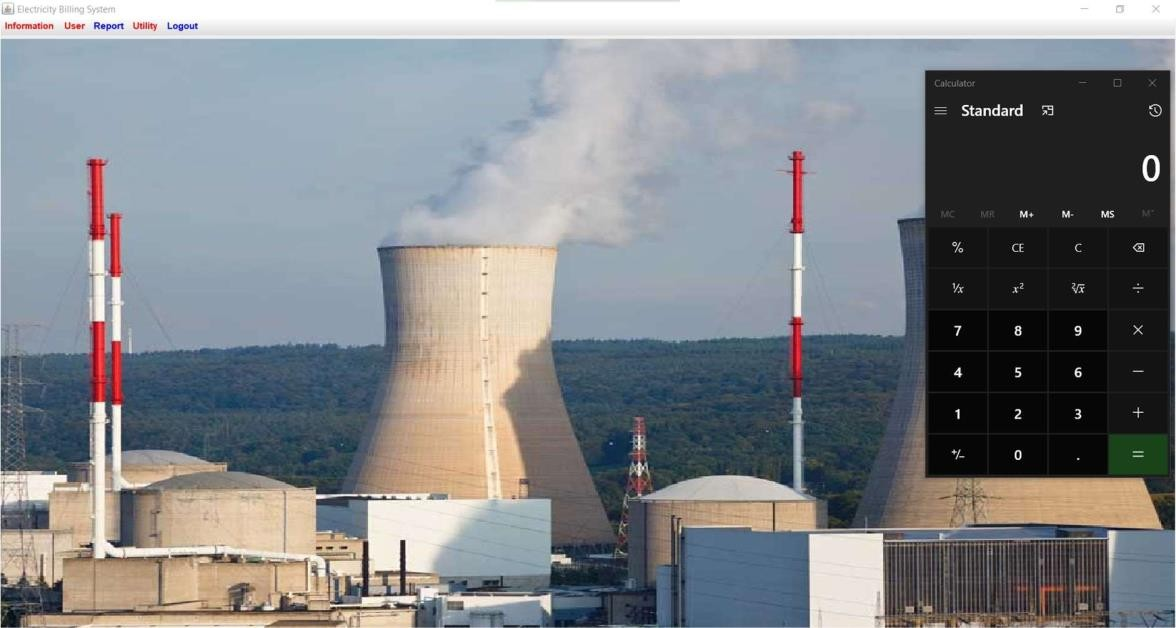 Electricity Billing System
Information User Report Utility Logout
Calculator
Standard
0
MC MR M+ M- MS M˅
% CE C
¹/x x² ²√x ÷
7 8 9 ×
4 5 6 −
1 2 3 +
+/− 0 . =